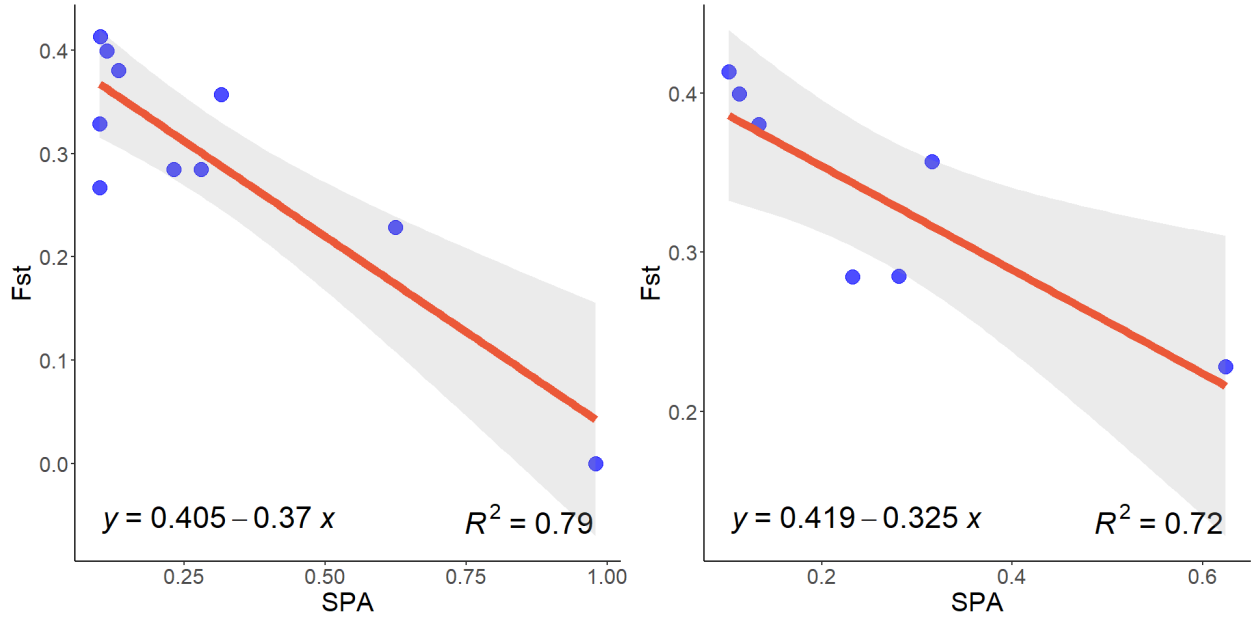 Fst
0.4
0.3
0.2
0.1
0.0
y = 0.405 − 0.37 x
R² = 0.79
0.25 0.50 0.75 1.00
SPA
Fst
0.4
0.3
0.2
y = 0.419 − 0.325 x
R² = 0.72
0.2 0.4 0.6
SPA